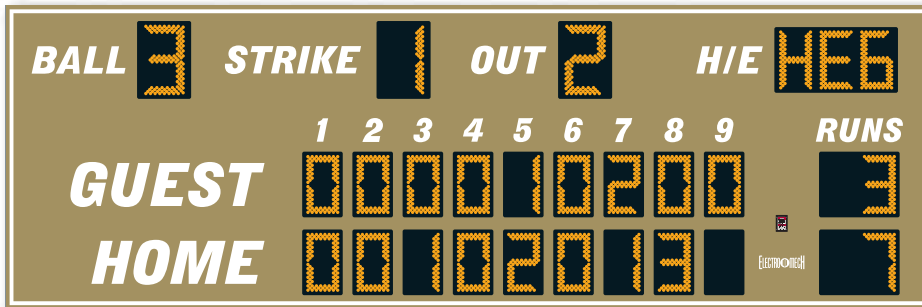 BALL 3 STRIKE 1 OUT 2 H/E HE6
1 2 3 4 5 6 7 8 9 RUNS
GUEST 0 0 0 0 1 0 2 0 0 3
HOME 0 0 1 0 2 0 1 3 7
ELECTRO-MECH